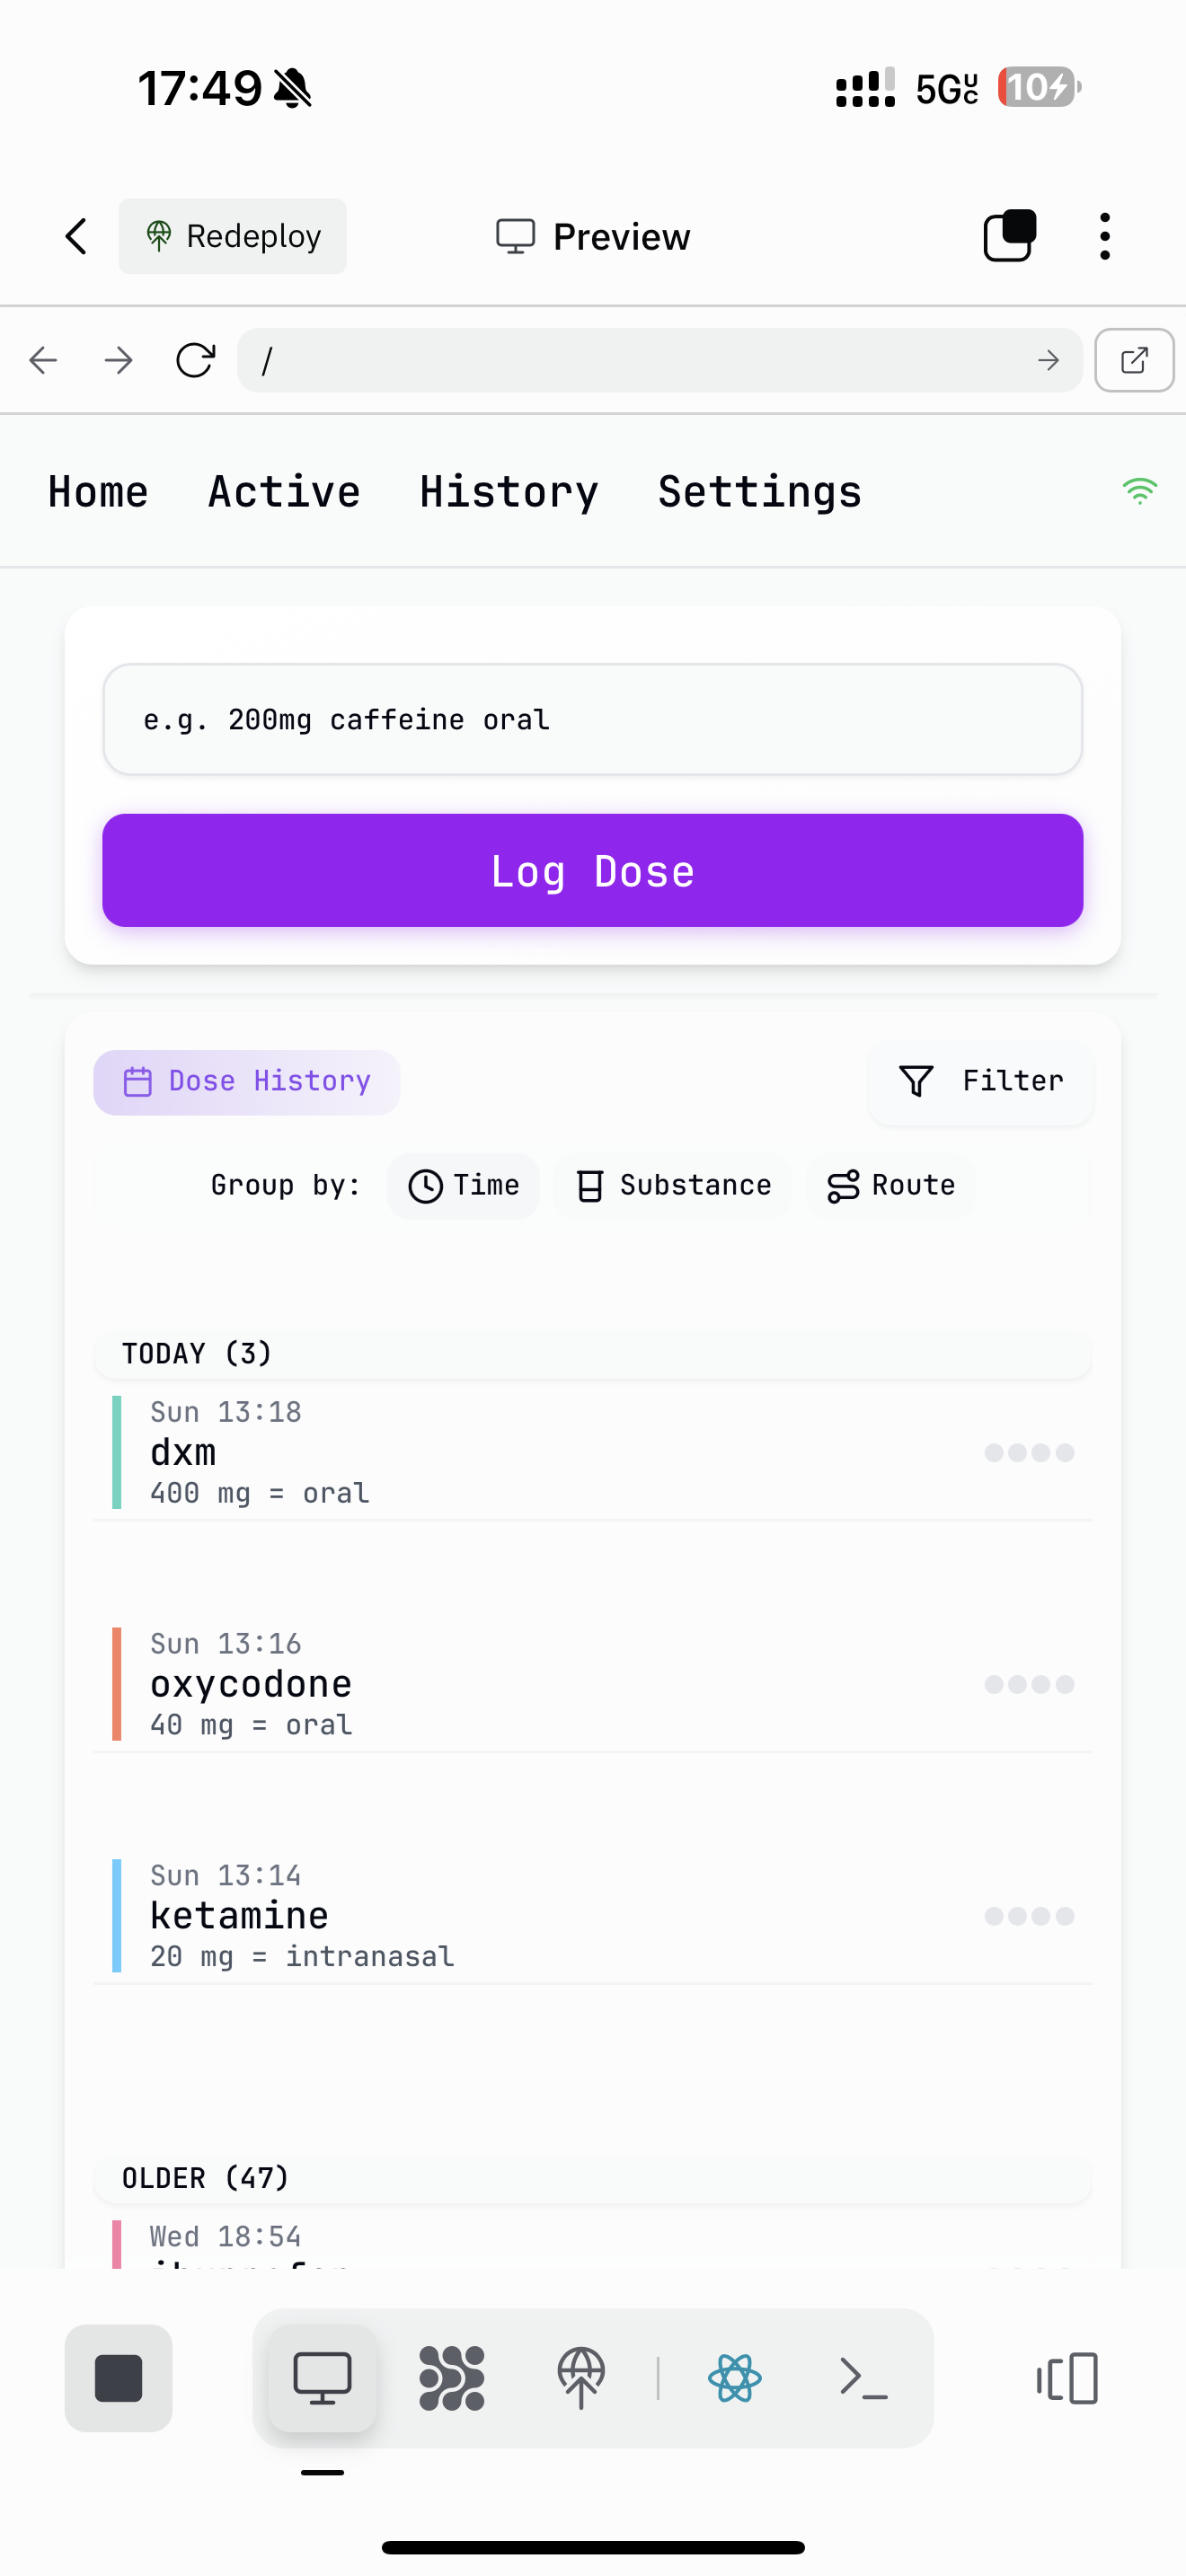 17:49
5G UC 10
Redeploy
Preview
/
Home Active History Settings
e.g. 200mg caffeine oral
Log Dose
Dose History
Filter
Group by: Time Substance Route
TODAY (3)
Sun 13:18
dxm
400 mg = oral
Sun 13:16
oxycodone
40 mg = oral
Sun 13:14
ketamine
20 mg = intranasal
OLDER (47)
Wed 18:54